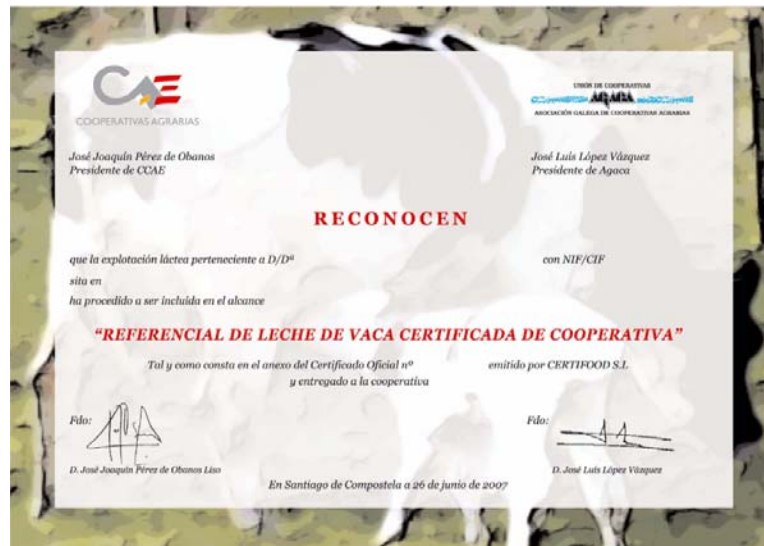 CAE
COOPERATIVAS AGRARIAS
UNIÓN DE COOPERATIVAS
AGACA
ASOCIACIÓN GALEGA DE COOPERATIVAS AGRARIAS
José Joaquín Pérez de Obanos
Presidente de CCAE
José Luis López Vázquez
Presidente de Agaca
RECONOCEN
que la explotación láctea perteneciente a D/Dª con NIF/CIF
sita en
ha procedido a ser incluida en el alcance
“REFERENCIAL DE LECHE DE VACA CERTIFICADA DE COOPERATIVA”
Tal y como consta en el anexo del Certificado Oficial nº emitido por CERTIFOOD S.L
y entregado a la cooperativa
Fdo:
Fdo:
D. José Joaquín Pérez de Obanos Liso
D. José Luis López Vázquez
En Santiago de Compostela a 26 de junio de 2007